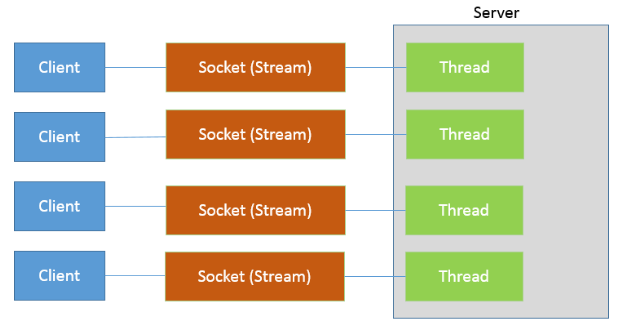 Server
Client
Socket (Stream)
Thread
Client
Socket (Stream)
Thread
Client
Socket (Stream)
Thread
Client
Socket (Stream)
Thread